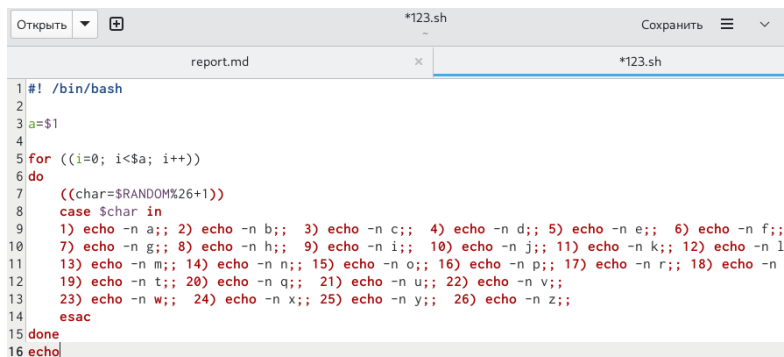 Открыть *123.sh Сохранить
~
report.md × *123.sh
1 #! /bin/bash
2
3 a=$1
4
5 for ((i=0; i<$a; i++))
6 do
7 ((char=$RANDOM%26+1))
8 case $char in
9 1) echo -n a;; 2) echo -n b;; 3) echo -n c;; 4) echo -n d;; 5) echo -n e;; 6) echo -n f;;
10 7) echo -n g;; 8) echo -n h;; 9) echo -n i;; 10) echo -n j;; 11) echo -n k;; 12) echo -n l
11 13) echo -n m;; 14) echo -n n;; 15) echo -n o;; 16) echo -n p;; 17) echo -n r;; 18) echo -n
12 19) echo -n t;; 20) echo -n q;; 21) echo -n u;; 22) echo -n v;;
13 23) echo -n w;; 24) echo -n x;; 25) echo -n y;; 26) echo -n z;;
14 esac
15 done
16 echo